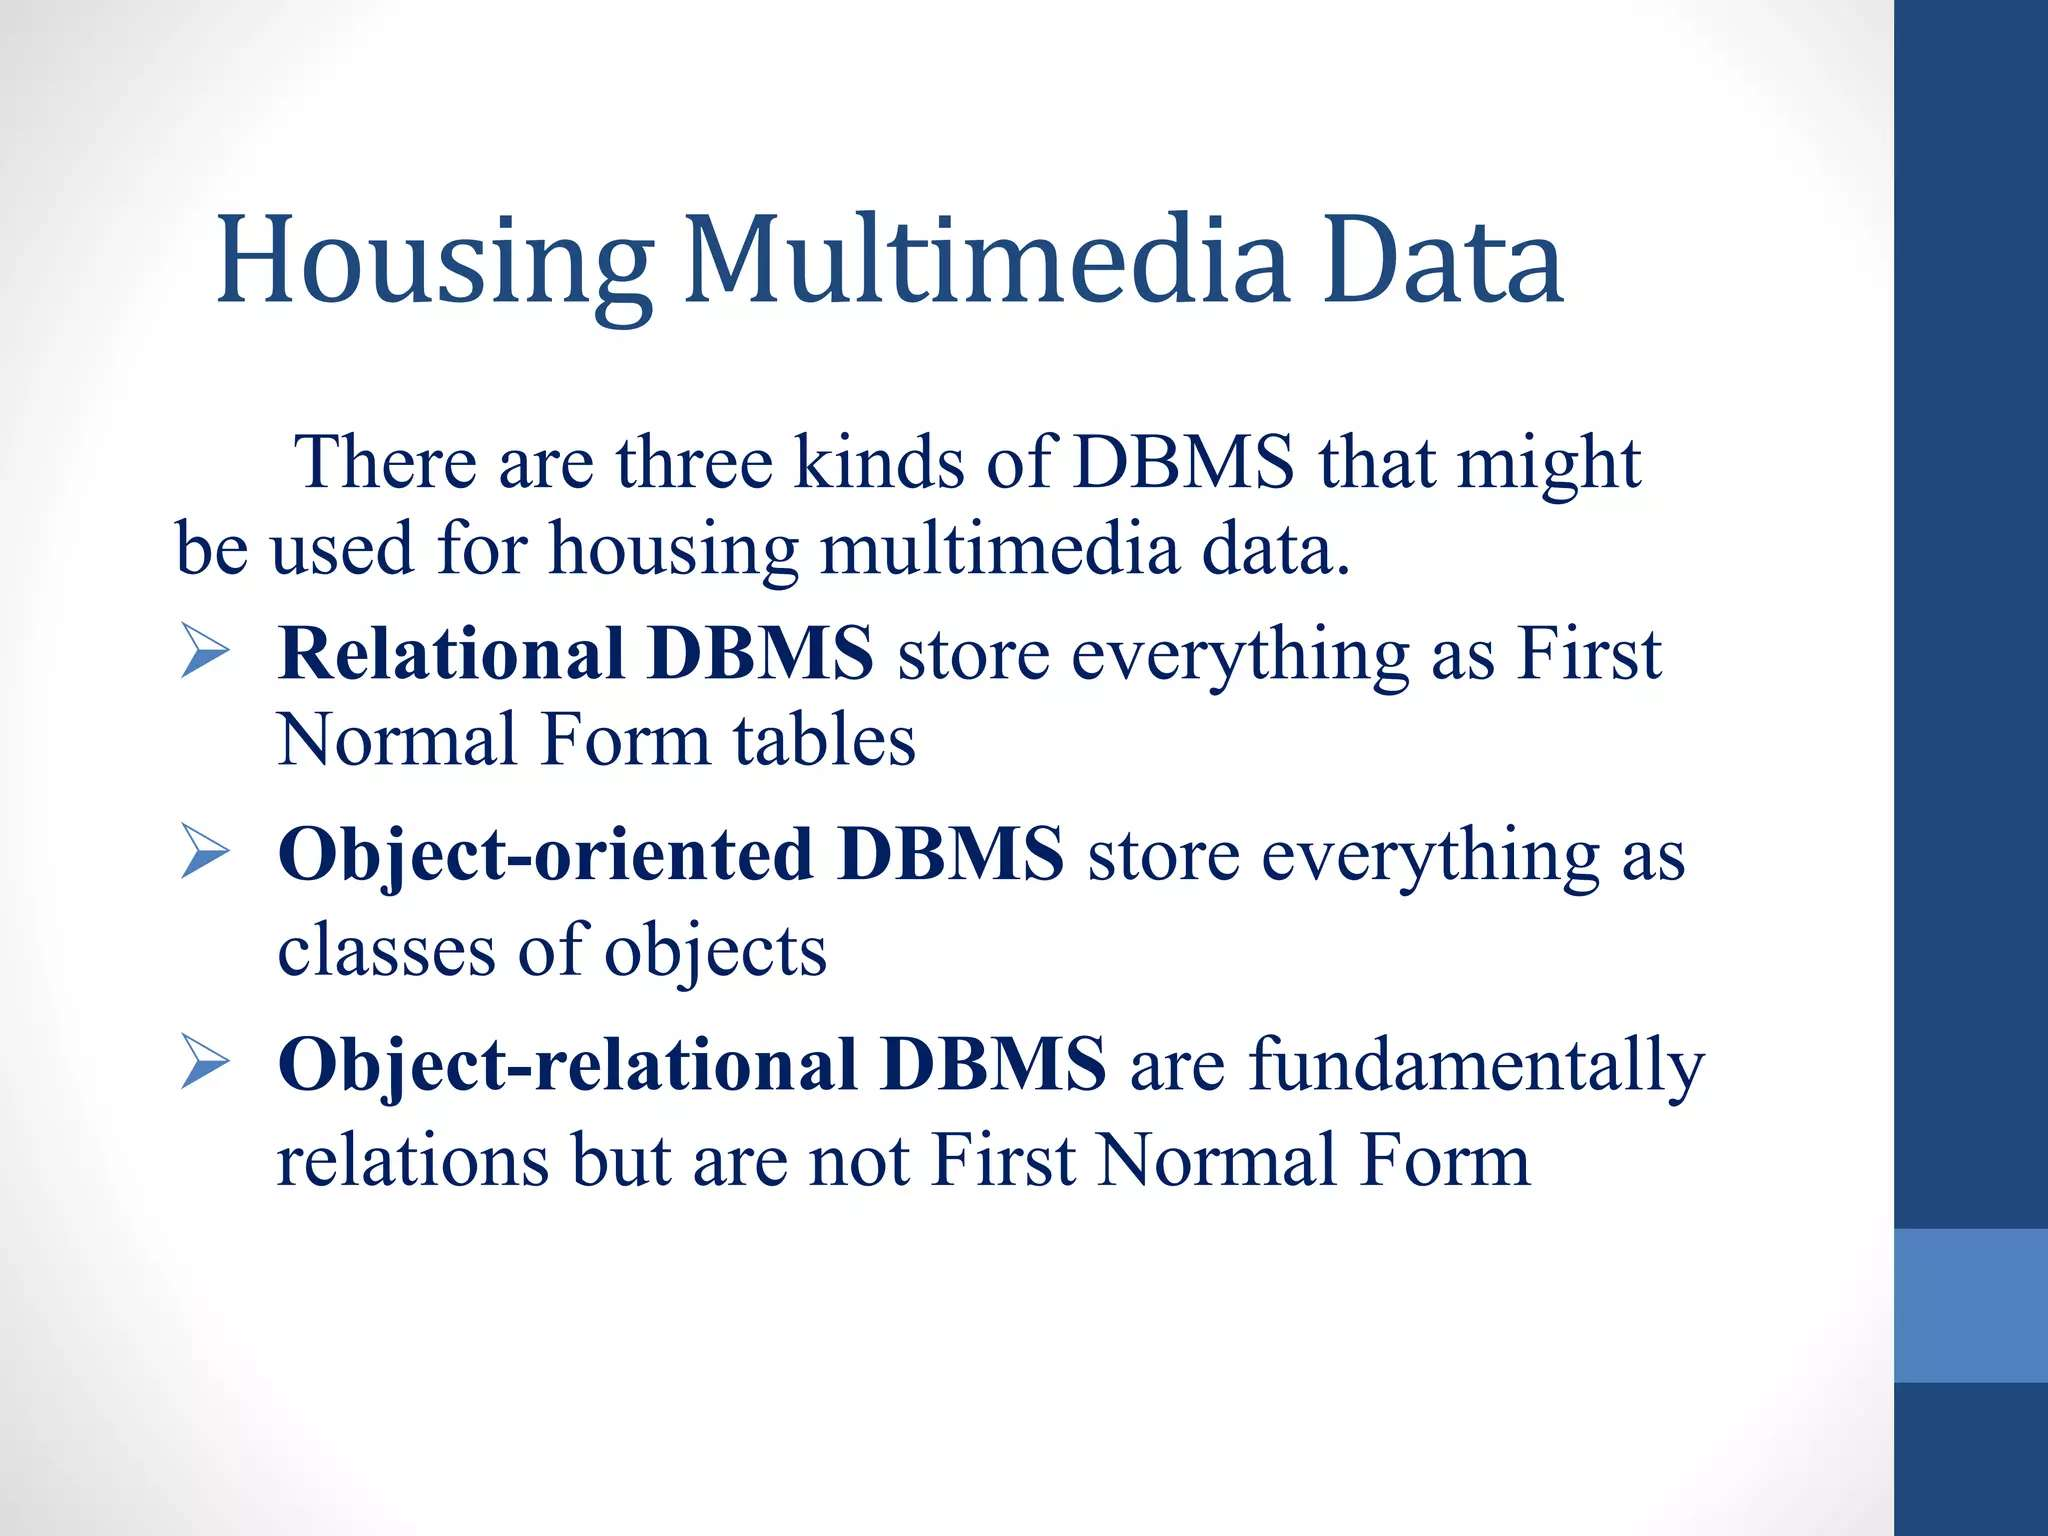 Housing Multimedia Data
There are three kinds of DBMS that might
be used for housing multimedia data.
Relational DBMS store everything as First
Normal Form tables
Object-oriented DBMS store everything as
classes of objects
Object-relational DBMS are fundamentally
relations but are not First Normal Form